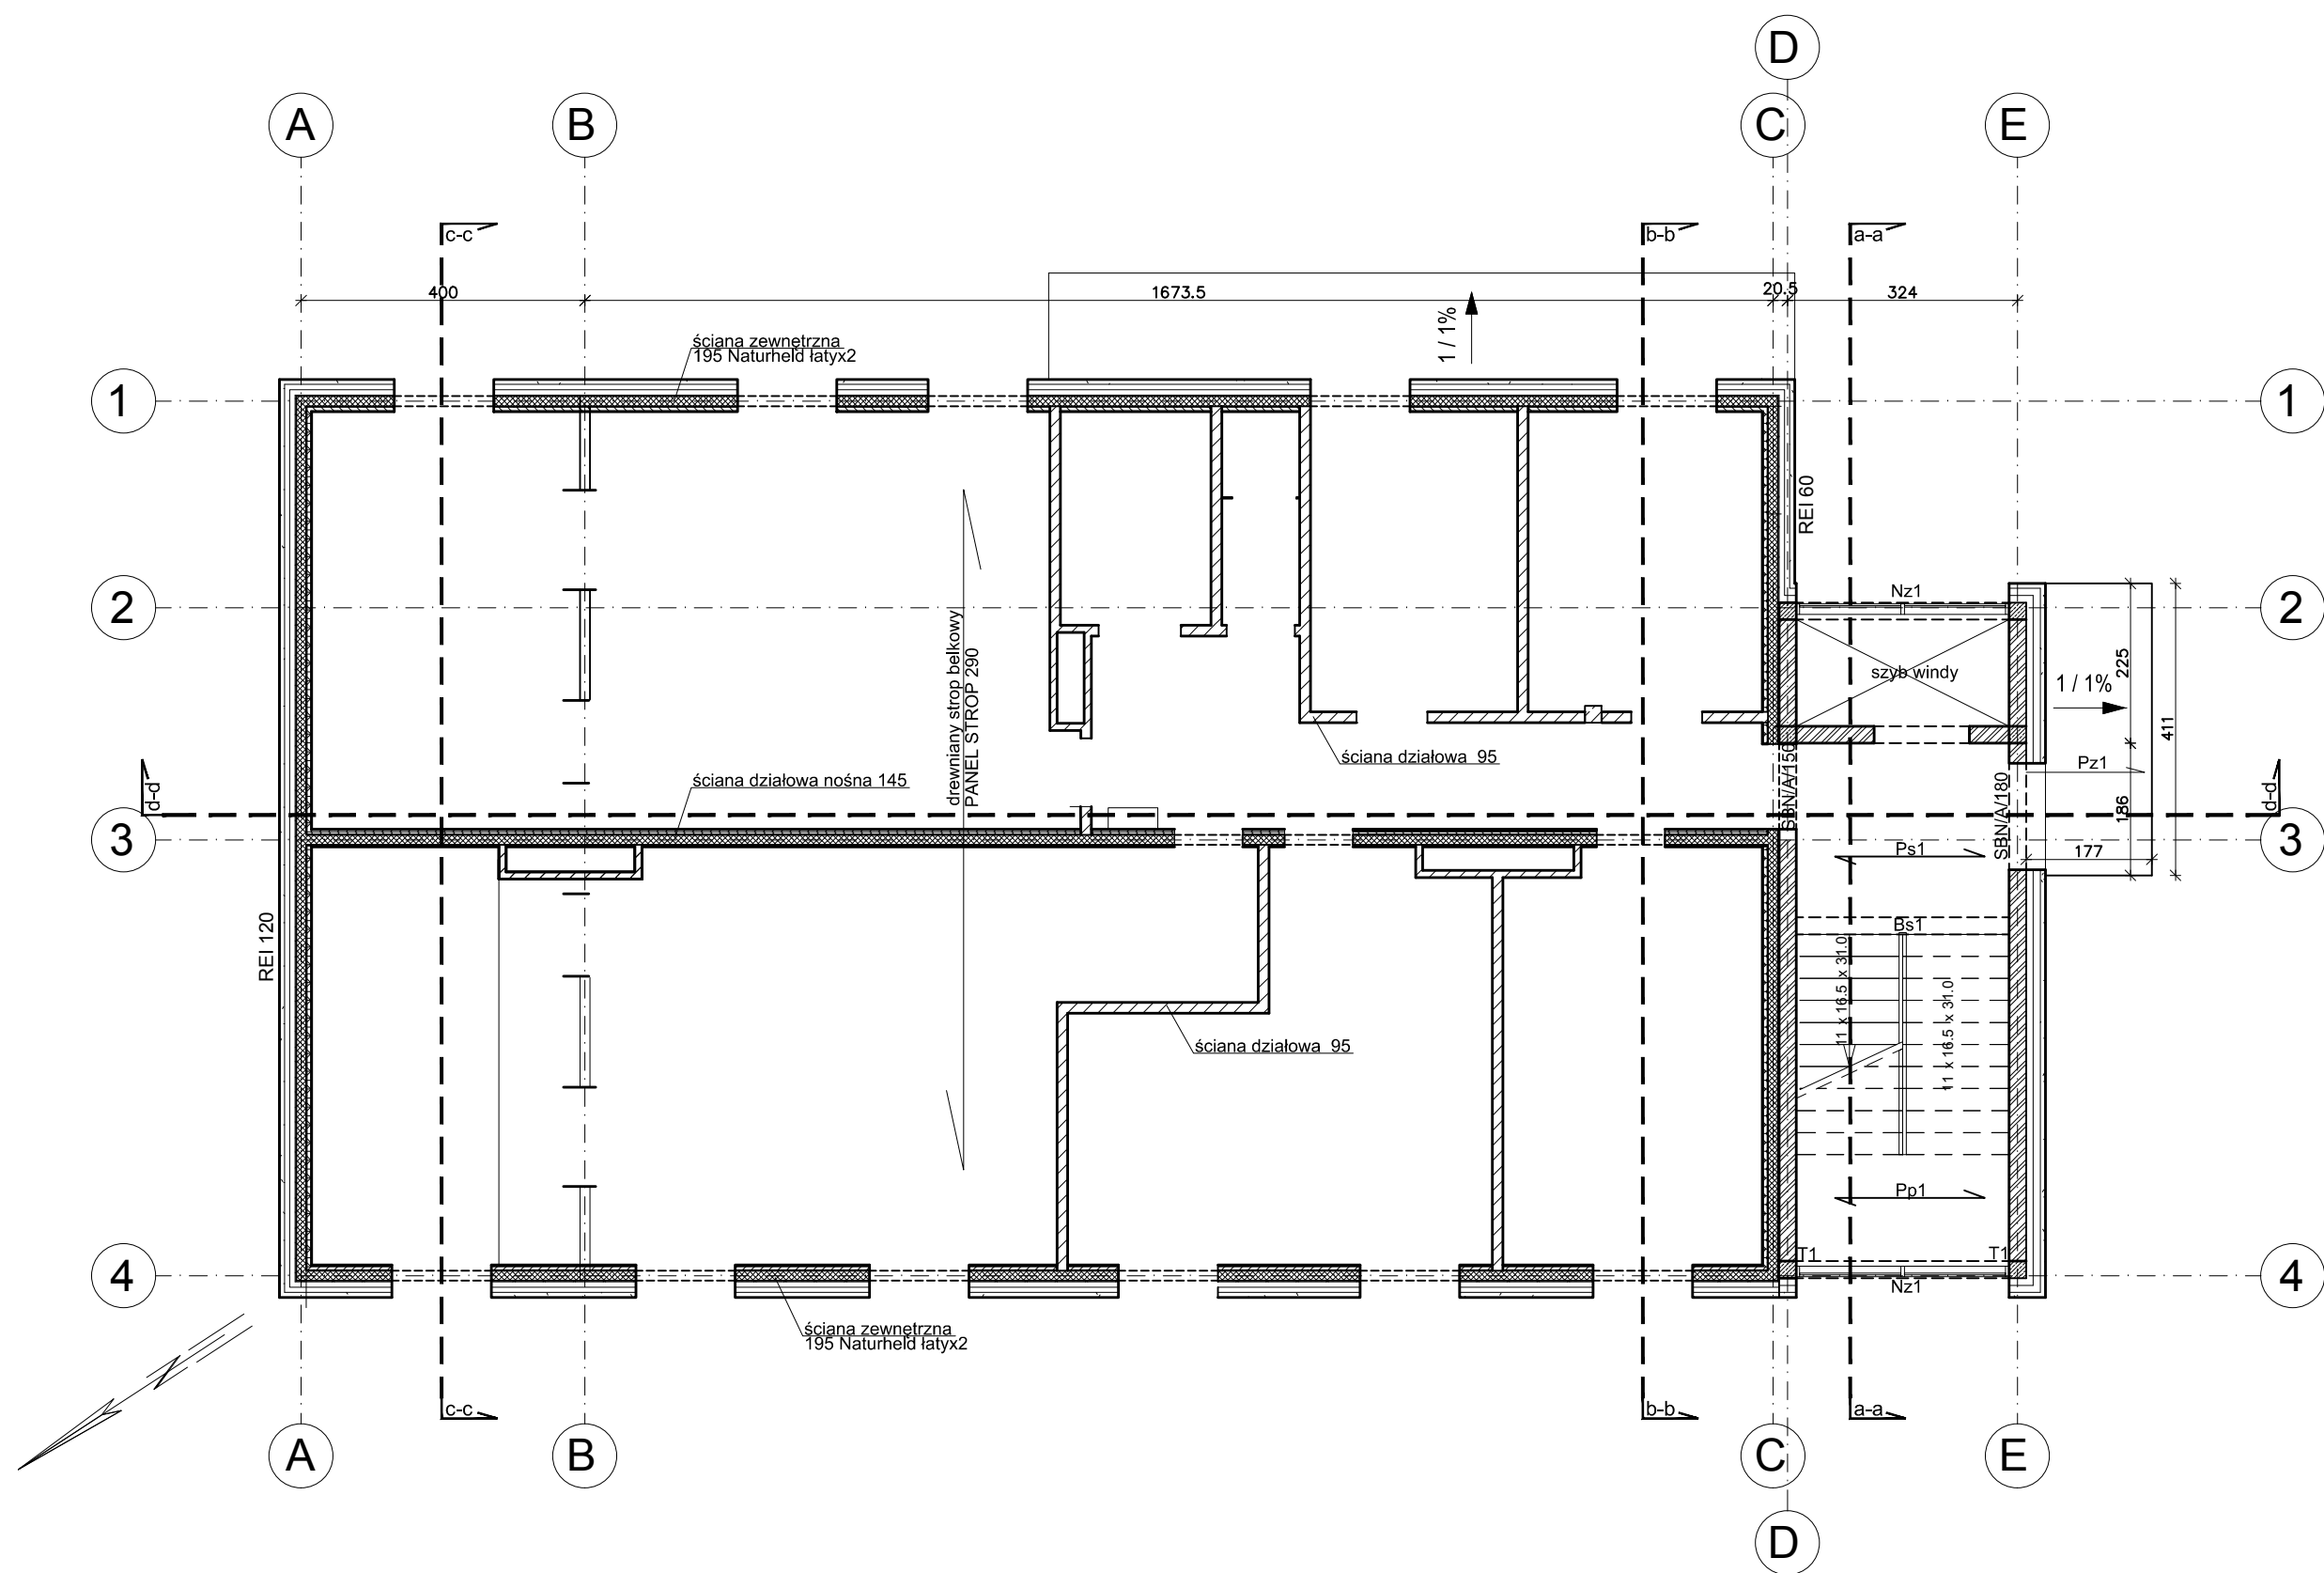 D
A
B
C
E
c-c
b-b
a-a
400
1673.5
20.5
324
1 / 1%
ściana zewnętrzna
195 Naturheld łatyx2
1
1
REI 60
2
2
Nz1
szyb windy
225
1 / 1%
411
drewniany strop belkowy
PANEL STROP 290
ściana działowa  95
Pz1
ściana działowa nośna 145
d-d
d-d
SBN/A/150
SBN/A/180
186
3
3
Ps1
177
REI 120
Bs1
11 x 16.5 x 31.0
11 x 16.5 x 31.0
ściana działowa  95
Pp1
T1
T1
4
4
Nz1
ściana zewnętrzna
195 Naturheld łatyx2
N
c-c
b-b
a-a
A
B
C
E
D